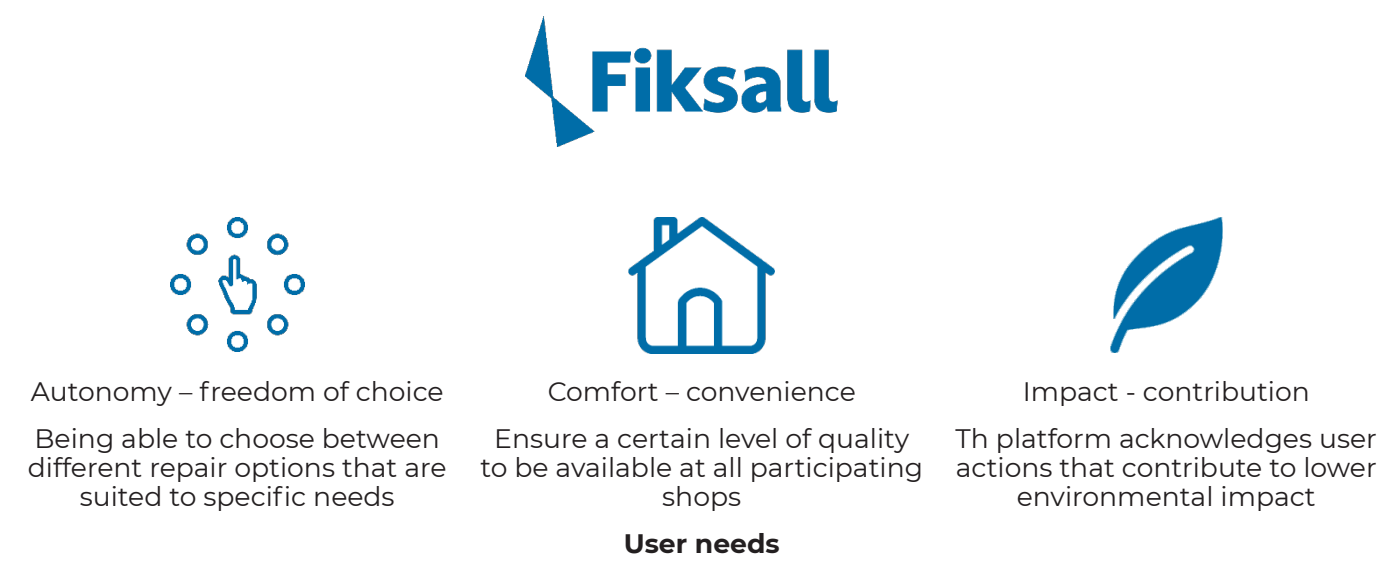 Fiksall
Autonomy – freedom of choice
Being able to choose between
different repair options that are
suited to specific needs
Comfort – convenience
Ensure a certain level of quality
to be available at all participating
shops
Impact - contribution
Th platform acknowledges user
actions that contribute to lower
environmental impact
User needs